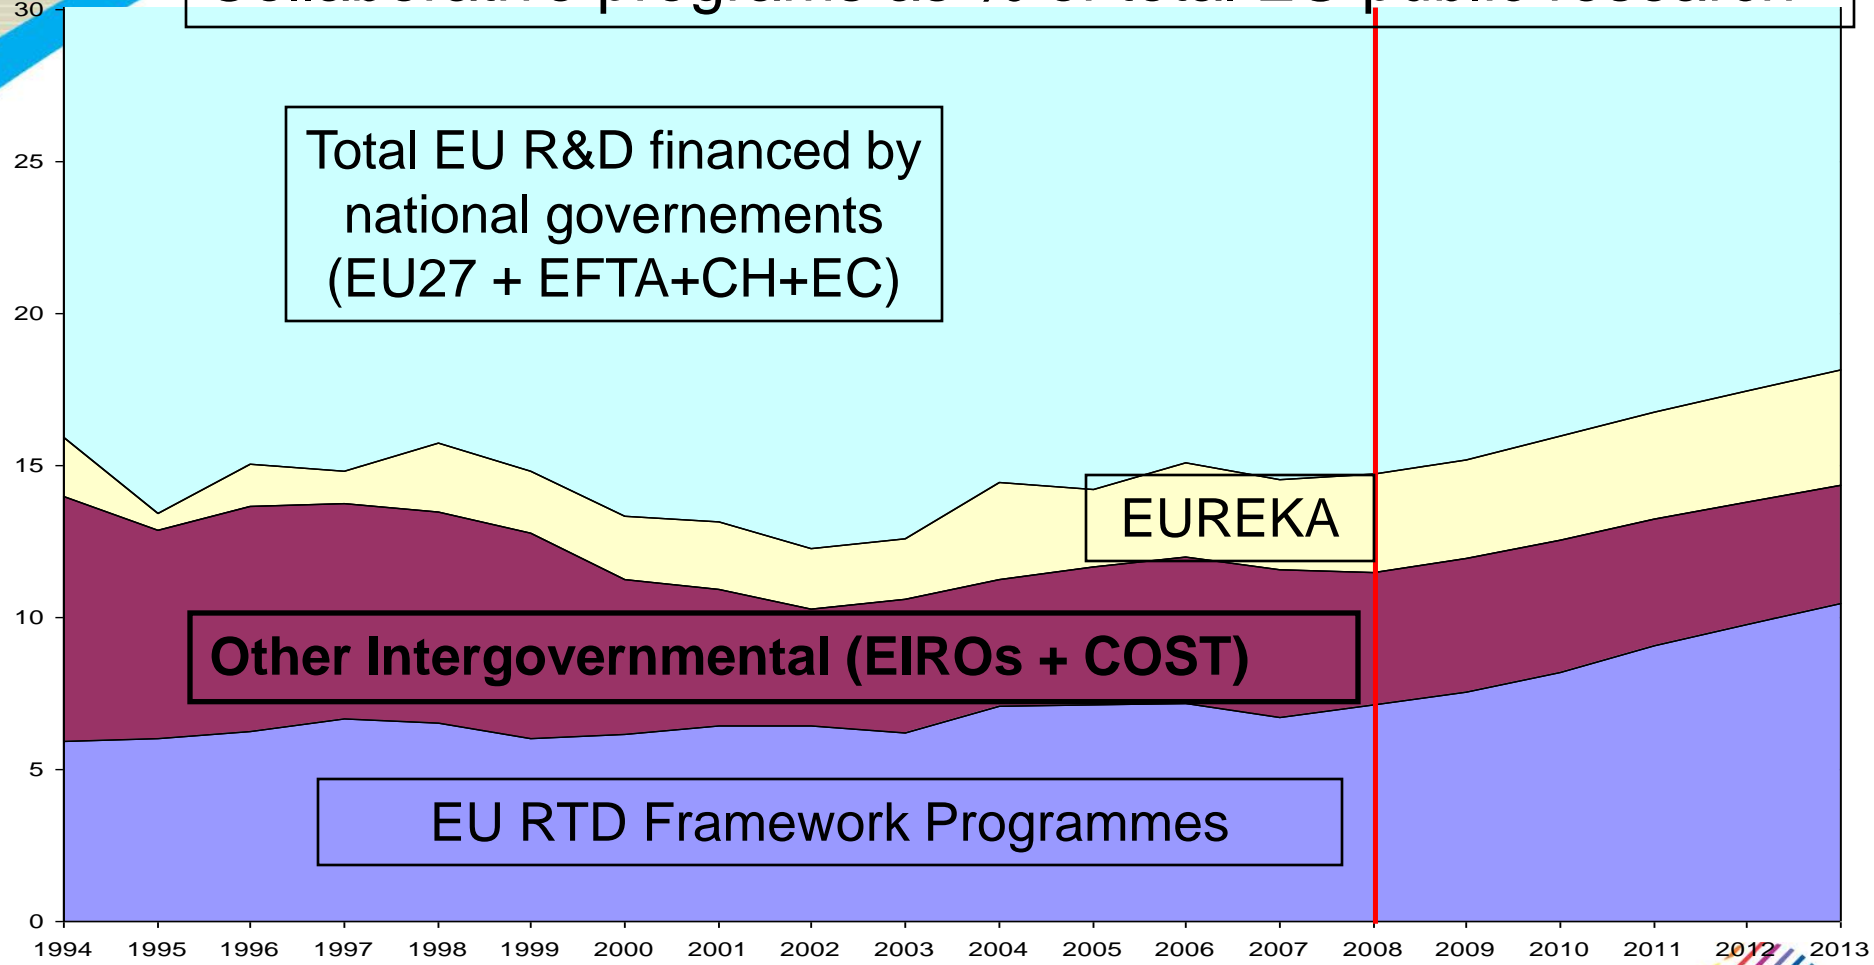 30
Total EU R&D financed by
national governements
(EU27 + EFTA+CH+EC)
25
20
15
EUREKA
10
Other Intergovernmental (EIROs + COST)
5
EU RTD Framework Programmes
0
1994 1995 1996 1997 1998 1999 2000 2001 2002 2003 2004 2005 2006 2007 2008 2009 2010 2011 2012 2013